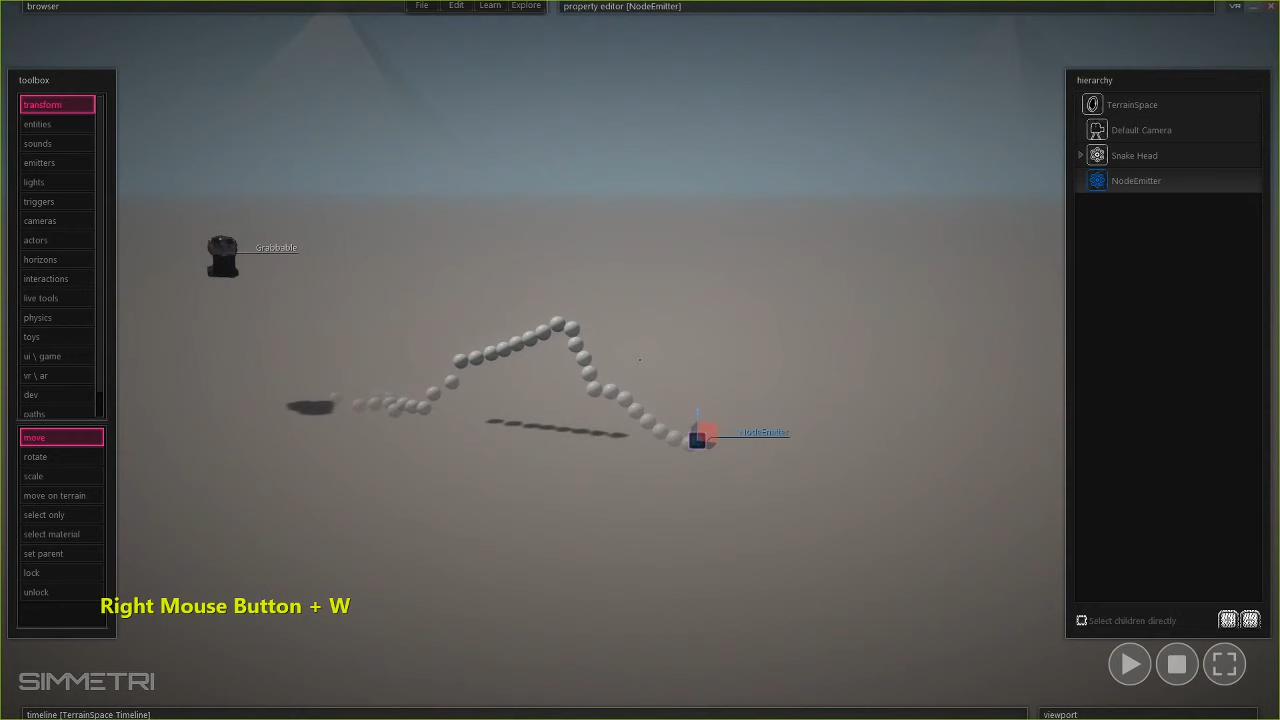 browser
File Edit Learn Explore
property editor [NodeEmitter]
VR
toolbox
transform
entities
sounds
emitters
lights
triggers
cameras
actors
horizons
interactions
live tools
physics
toys
ui \ game
vr \ ar
dev
paths
move
rotate
scale
move on terrain
select only
select material
set parent
lock
unlock
Grabbable
NodeEmitter
Right Mouse Button + W
SIMMETRI
hierarchy
TerrainSpace
Default Camera
Snake Head
NodeEmitter
Select children directly
timeline [TerrainSpace Timeline]
viewport